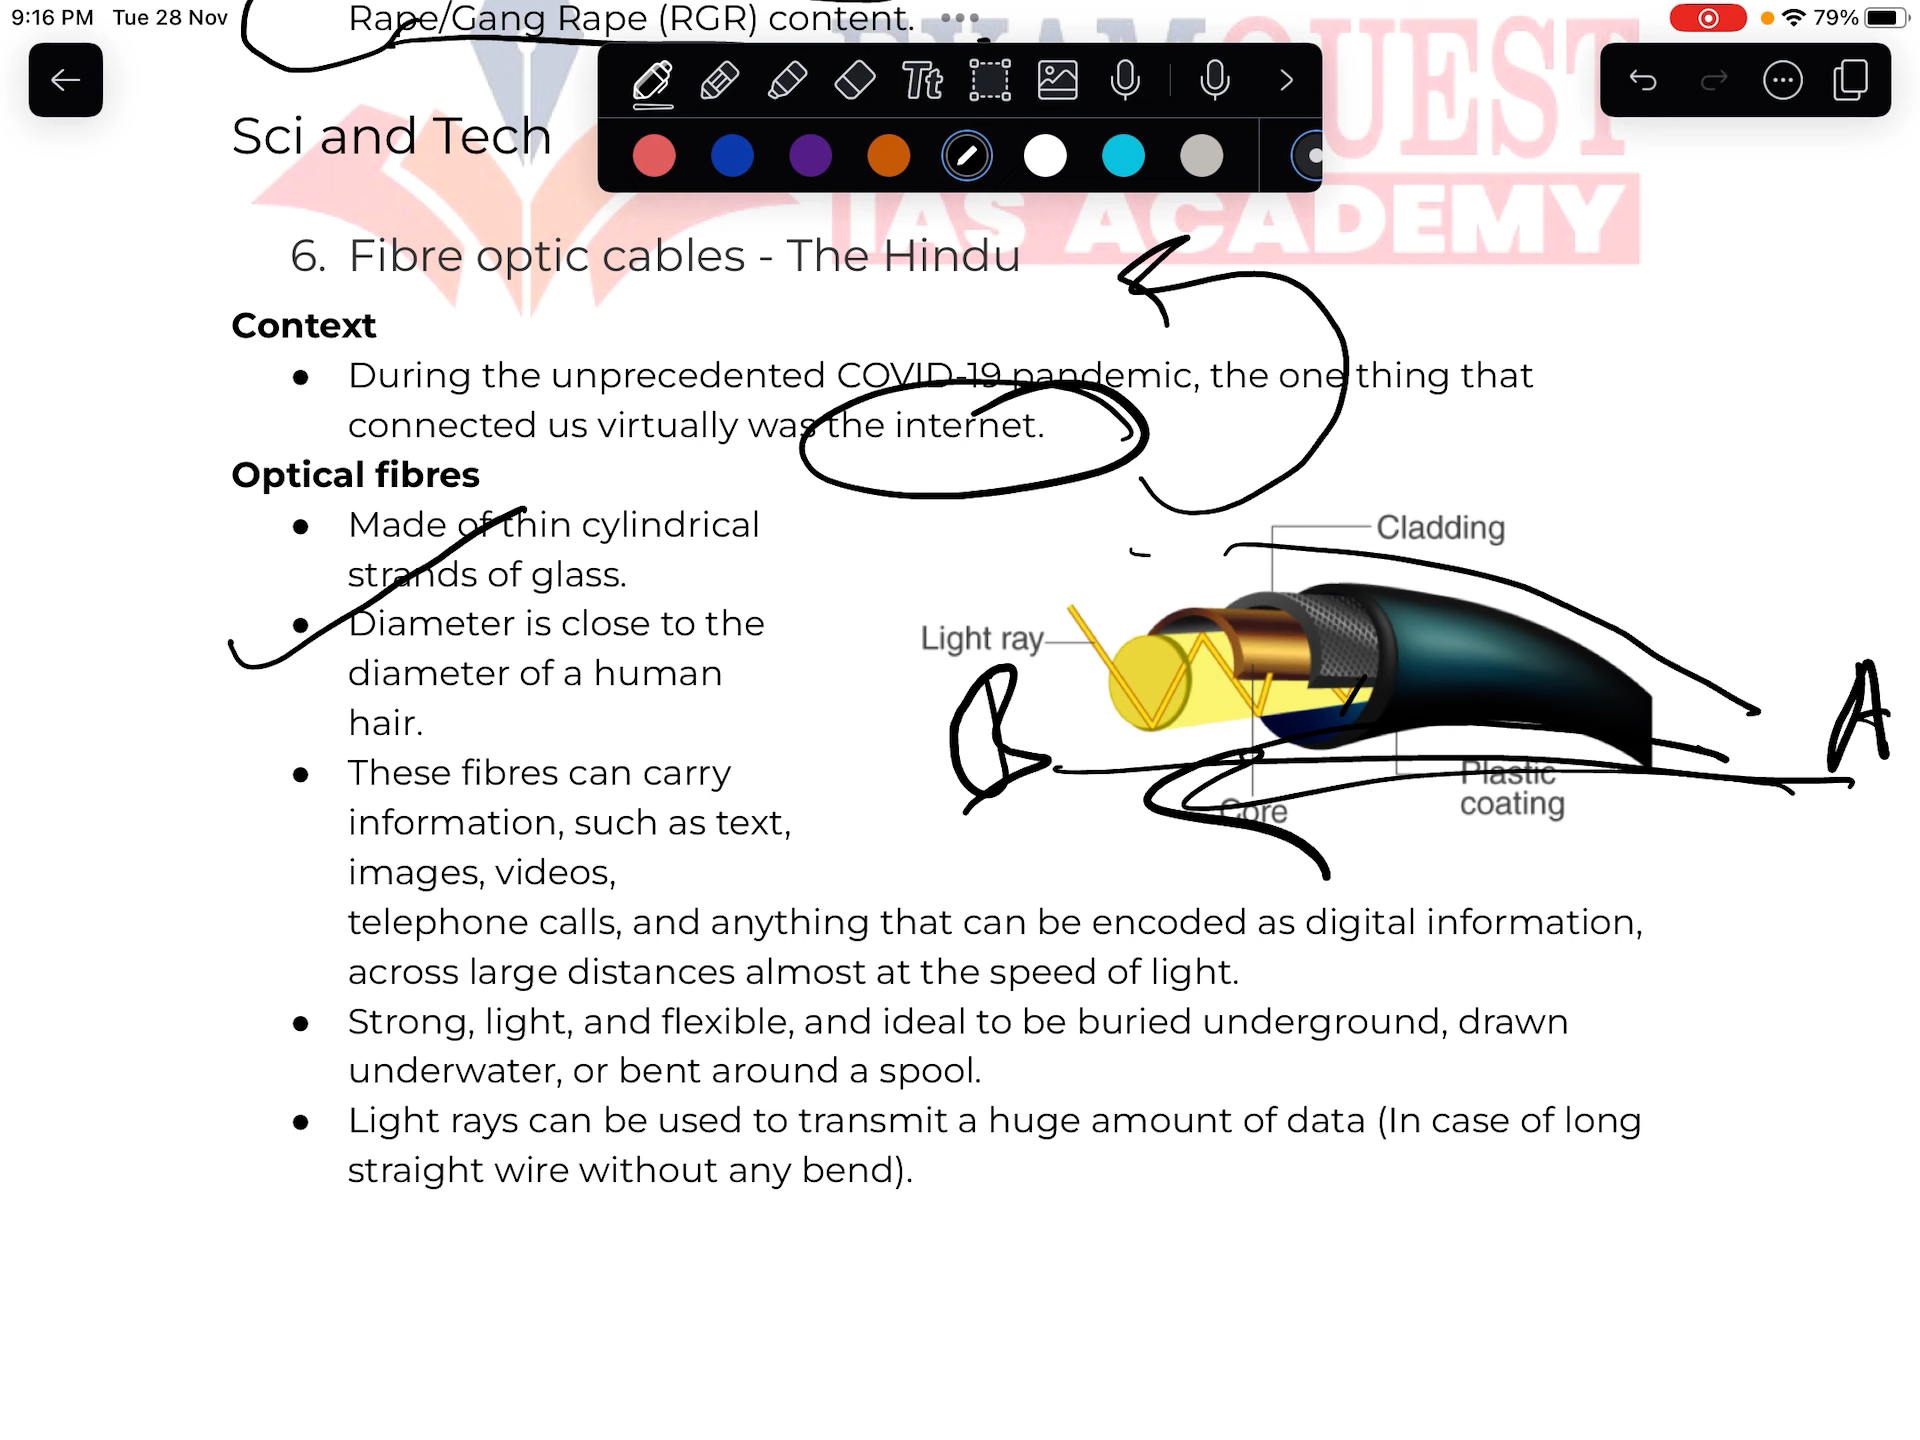 9:16 PM Tue 28 Nov
79%
Rape/Gang Rape (RGR) content.
EXAMQUEST
IAS ACADEMY
Tt
Sci and Tech
6. Fibre optic cables - The Hindu
Context
● During the unprecedented COVID-19 pandemic, the one thing that
connected us virtually was the internet.
Optical fibres
● Made of thin cylindrical
strands of glass.
● Diameter is close to the
diameter of a human
hair.
● These fibres can carry
information, such as text,
images, videos,
telephone calls, and anything that can be encoded as digital information,
across large distances almost at the speed of light.
● Strong, light, and flexible, and ideal to be buried underground, drawn
underwater, or bent around a spool.
● Light rays can be used to transmit a huge amount of data (In case of long
straight wire without any bend).
Cladding
Light ray
Core
Plastic
coating
B
A